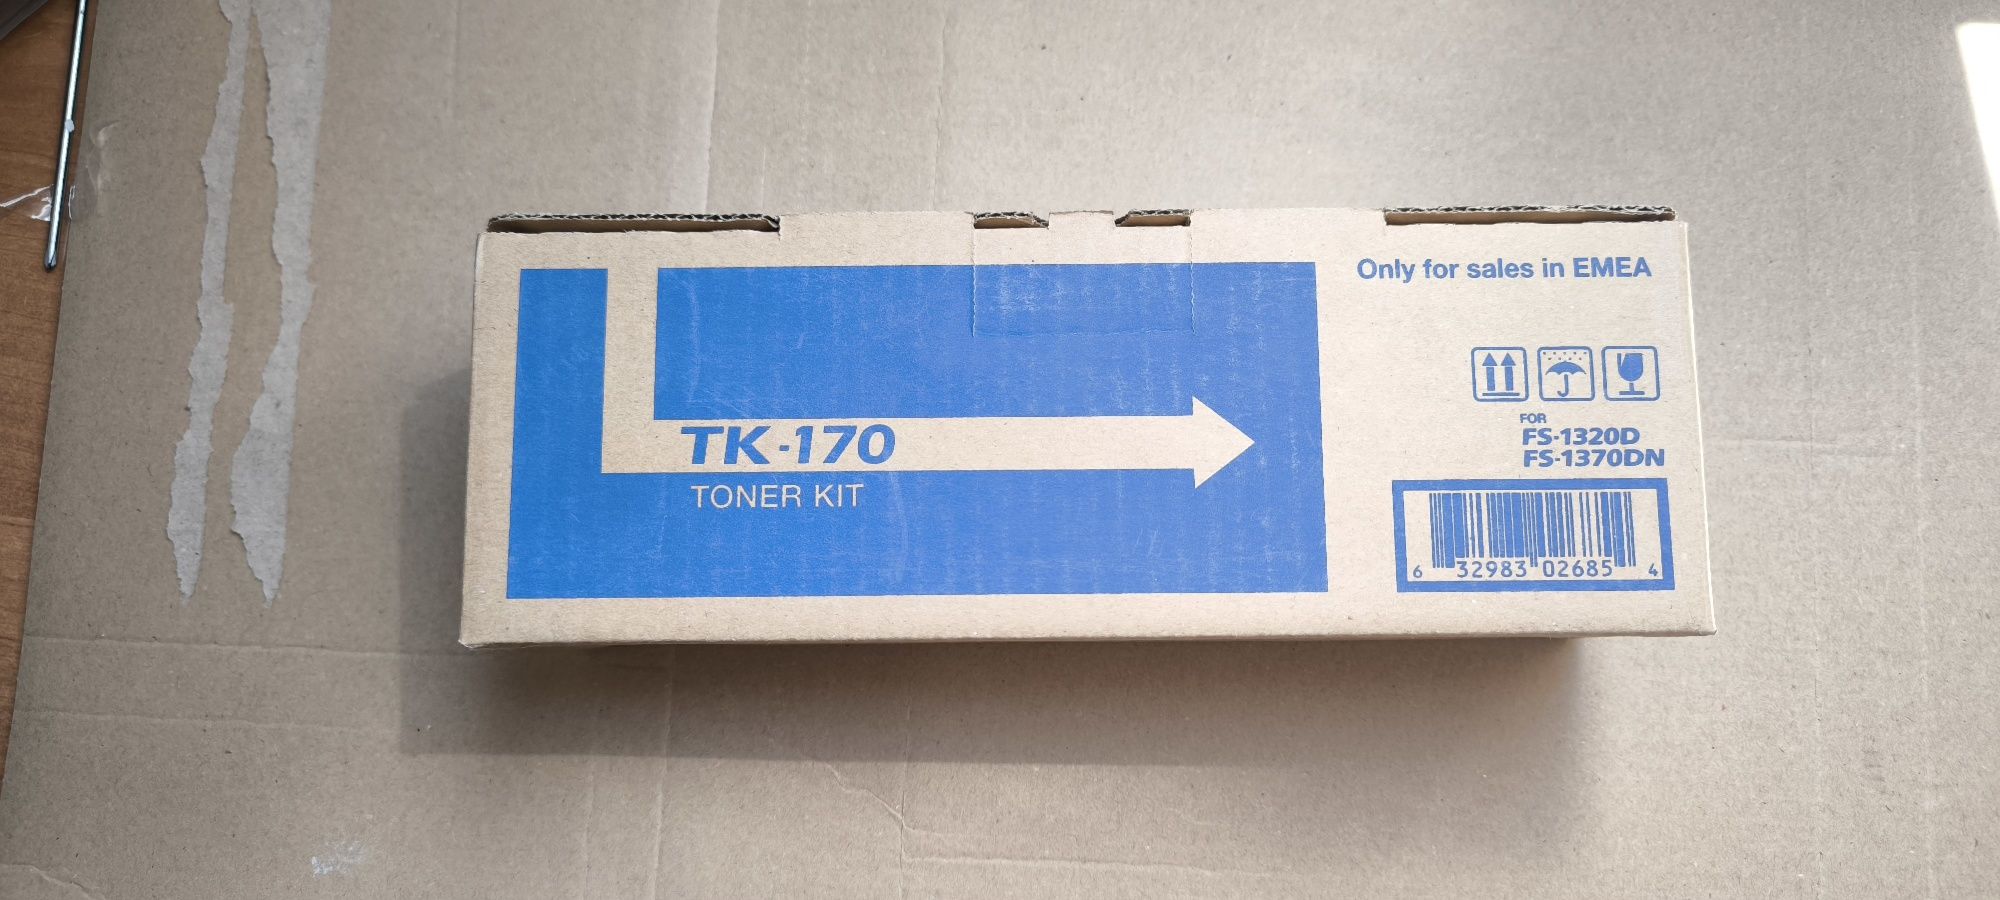 Only for sales in EMEA
TK-170
TONER KIT
FOR
FS-1320D
FS-1370DN
6 32983 02685 4